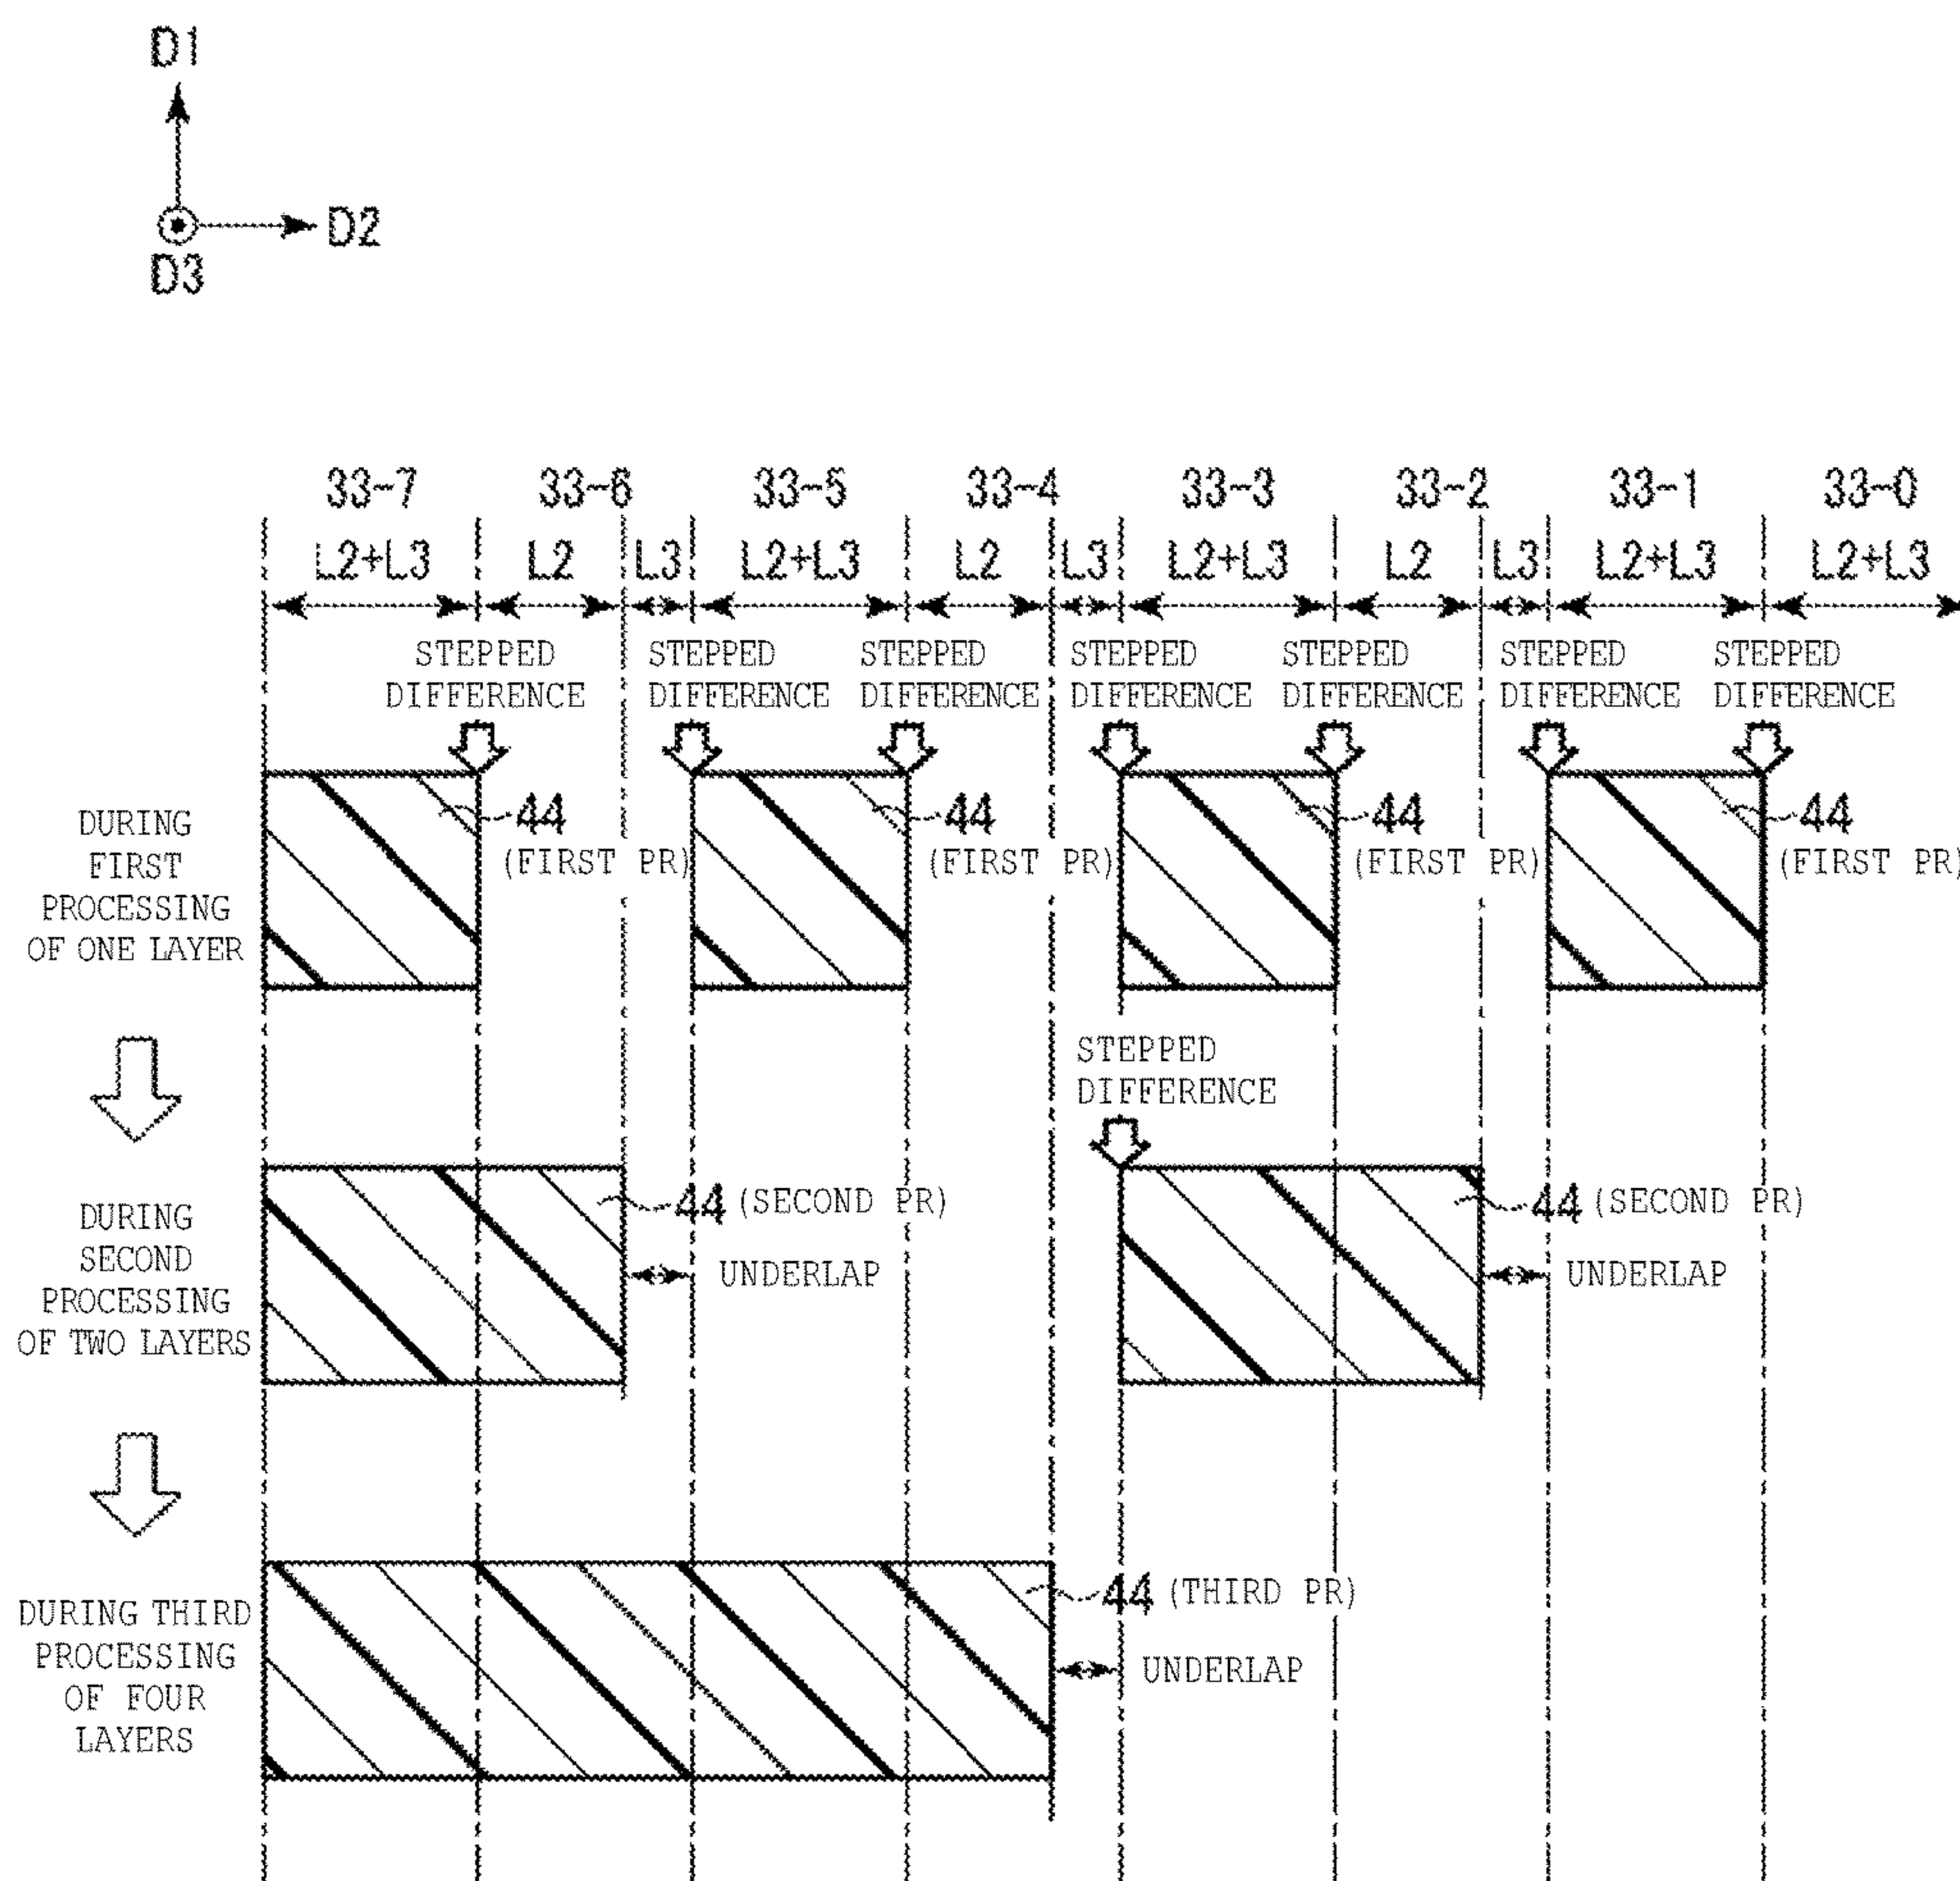 D1
D2
D3
33-7 33-6 33-5 33-4 33-3 33-2 33-1 33-0
L2+L3 L2 L3 L2+L3 L2 L3 L2+L3 L2 L3 L2+L3 L2+L3
STEPPED STEPPED STEPPED STEPPED STEPPED STEPPED STEPPED
DIFFERENCE DIFFERENCE DIFFERENCE DIFFERENCE DIFFERENCE DIFFERENCE DIFFERENCE
DURING
FIRST
PROCESSING
OF ONE LAYER
44 44 44 44
(FIRST PR) (FIRST PR) (FIRST PR) (FIRST PR)
STEPPED
DIFFERENCE
DURING
SECOND
PROCESSING
OF TWO LAYERS
44 (SECOND PR) 44 (SECOND PR)
UNDERLAP UNDERLAP
DURING THIRD
PROCESSING
OF FOUR
LAYERS
44 (THIRD PR)
UNDERLAP